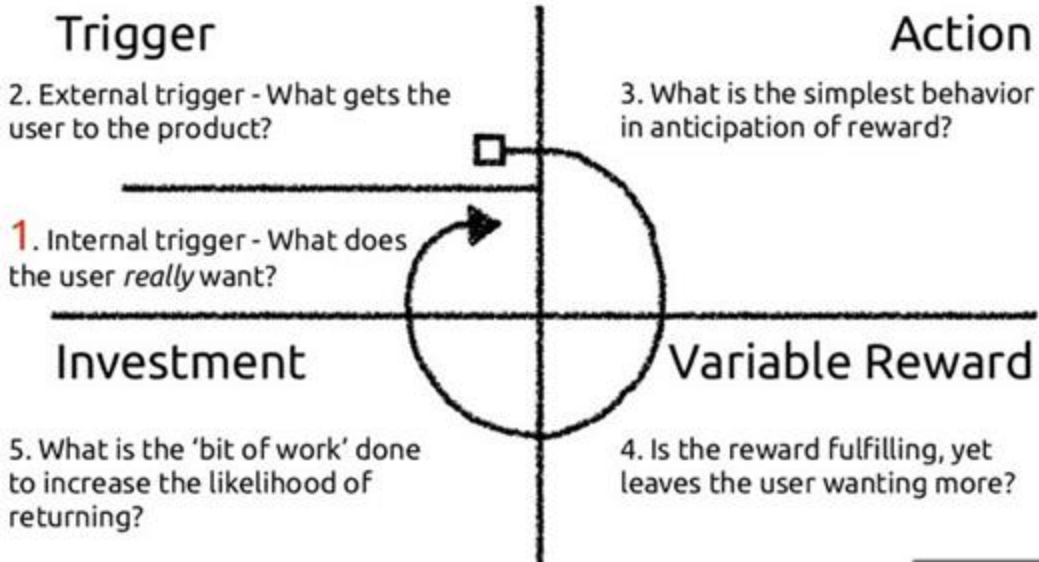 Trigger
2. External trigger - What gets the
user to the product?
1. Internal trigger - What does
the user really want?
Action
3. What is the simplest behavior
in anticipation of reward?
Investment
5. What is the ‘bit of work’ done
to increase the likelihood of
returning?
Variable Reward
4. Is the reward fulfilling, yet
leaves the user wanting more?